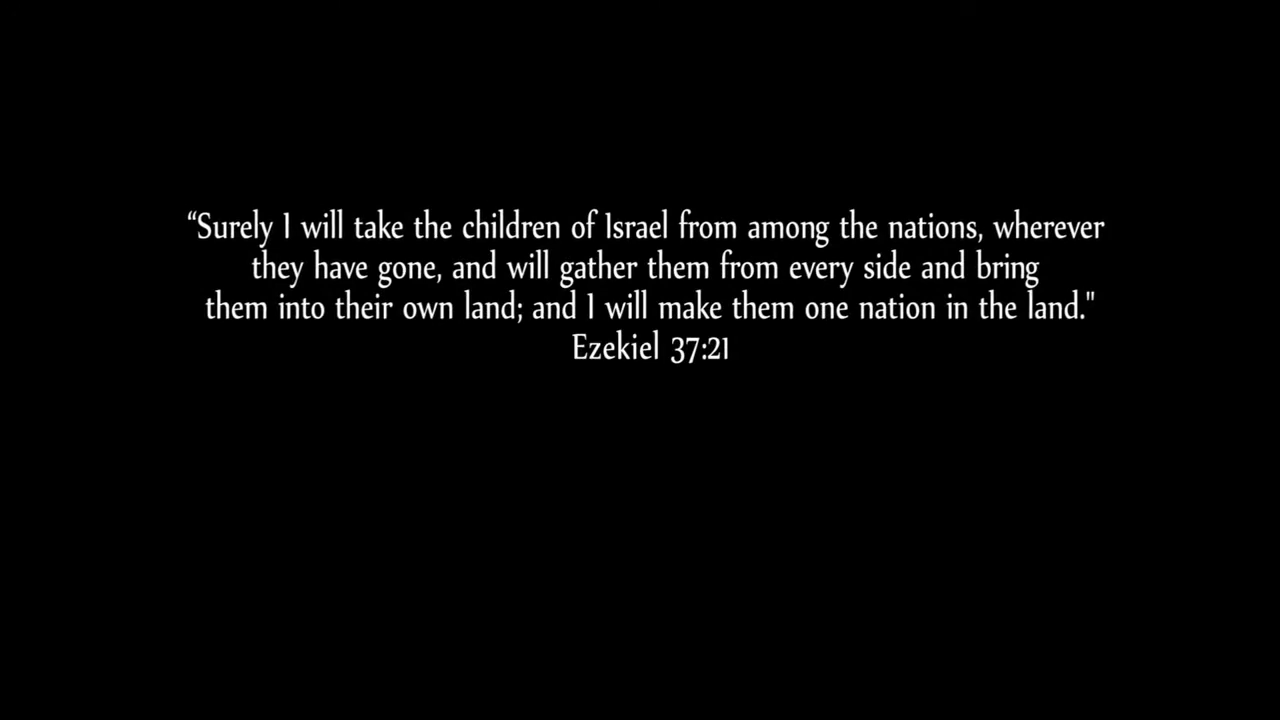 “Surely I will take the children of Israel from among the nations, wherever
they have gone, and will gather them from every side and bring
them into their own land; and I will make them one nation in the land."
Ezekiel 37:21